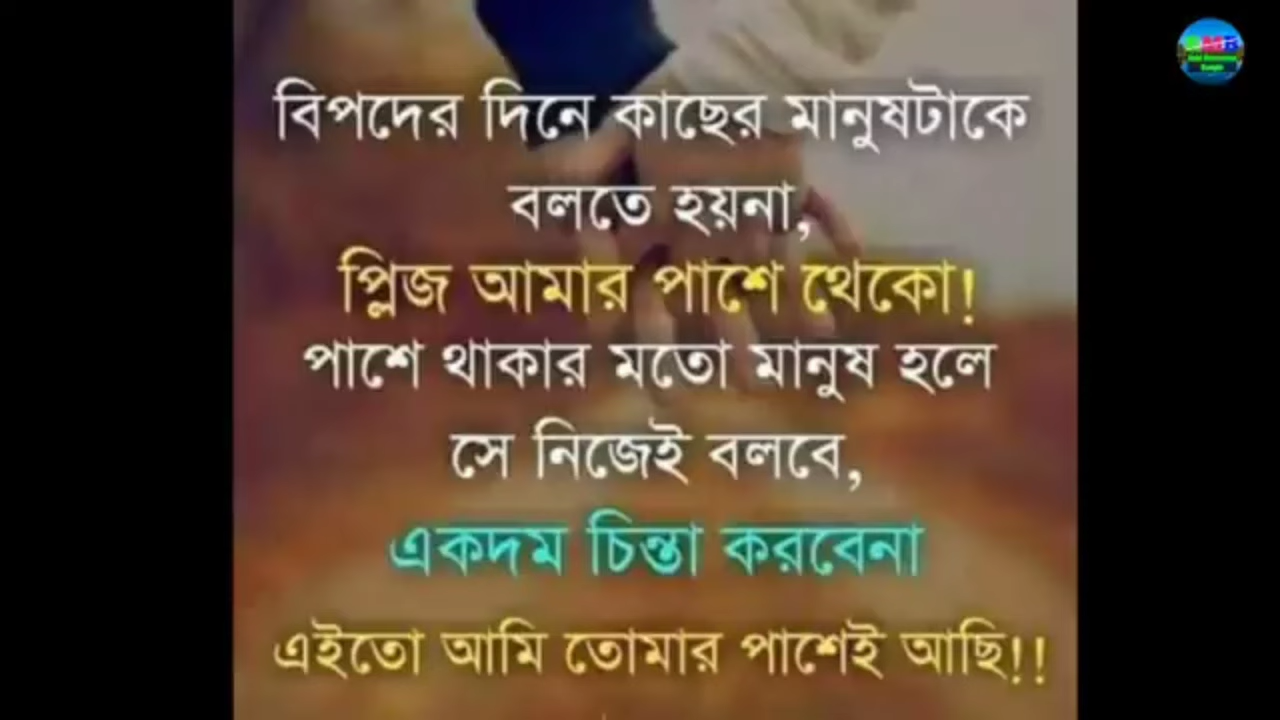 বিপদের দিনে কাছের মানুষটাকে
বলতে হয়না,
প্লিজ আমার পাশে থেকো!
পাশে থাকার মতো মানুষ হলে
সে নিজেই বলবে,
একদম চিন্তা করবেনা
এইতো আমি তোমার পাশেই আছি!!